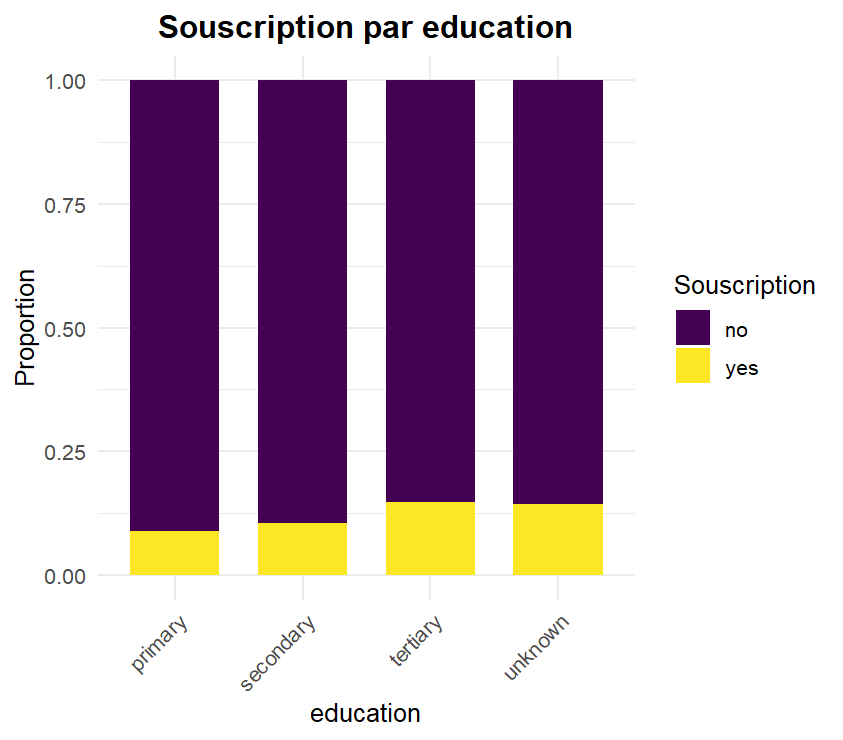 Souscription par education
Proportion
1.00
0.75
0.50
0.25
0.00
primary
secondary
tertiary
unknown
education
Souscription
no
yes